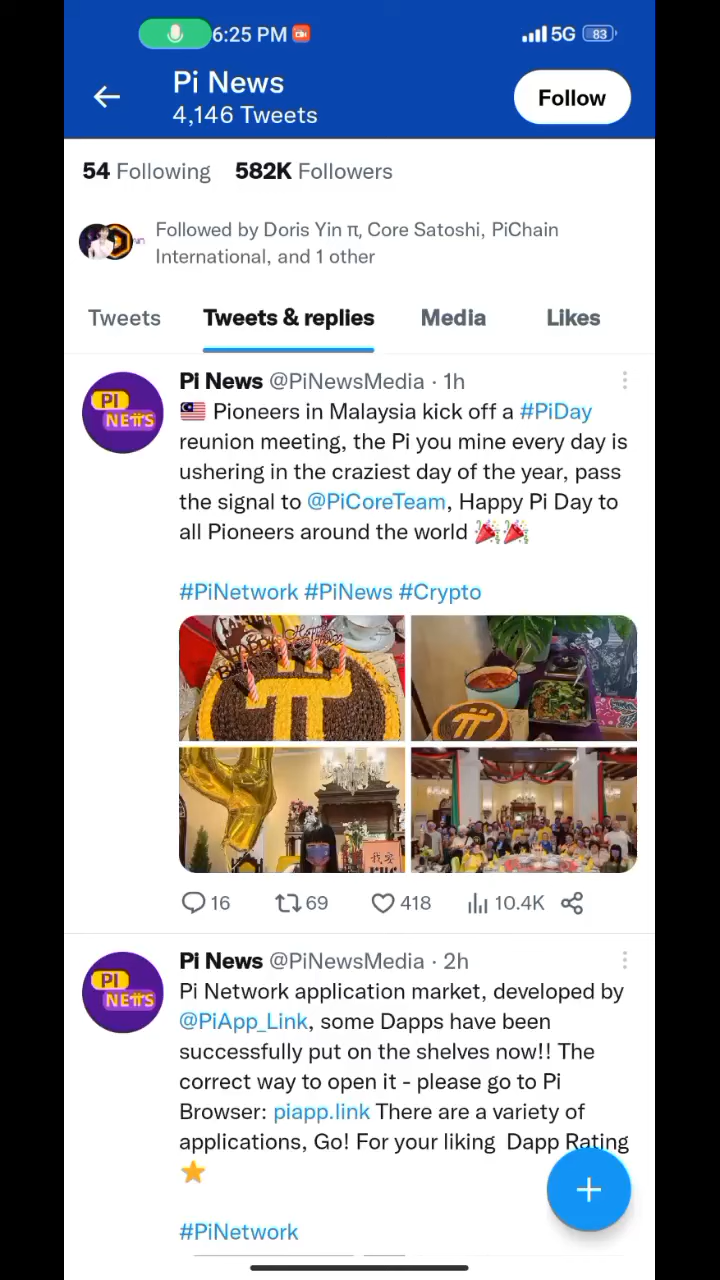 6:25 PM
5G 83
Pi News
4,146 Tweets
Follow
54 Following 582K Followers
Followed by Doris Yin π, Core Satoshi, PiChain
International, and 1 other
Tweets Tweets & replies Media Likes
PI
NEWS
Pi News @PiNewsMedia · 1h
🇲🇾 Pioneers in Malaysia kick off a #PiDay
reunion meeting, the Pi you mine every day is
ushering in the craziest day of the year, pass
the signal to @PiCoreTeam, Happy Pi Day to
all Pioneers around the world 🎉🎉
#PiNetwork #PiNews #Crypto
16 69 418 10.4K
PI
NEWS
Pi News @PiNewsMedia · 2h
Pi Network application market, developed by
@PiApp_Link, some Dapps have been
successfully put on the shelves now!! The
correct way to open it - please go to Pi
Browser: piapp.link There are a variety of
applications, Go! For your liking Dapp Rating
⭐
#PiNetwork